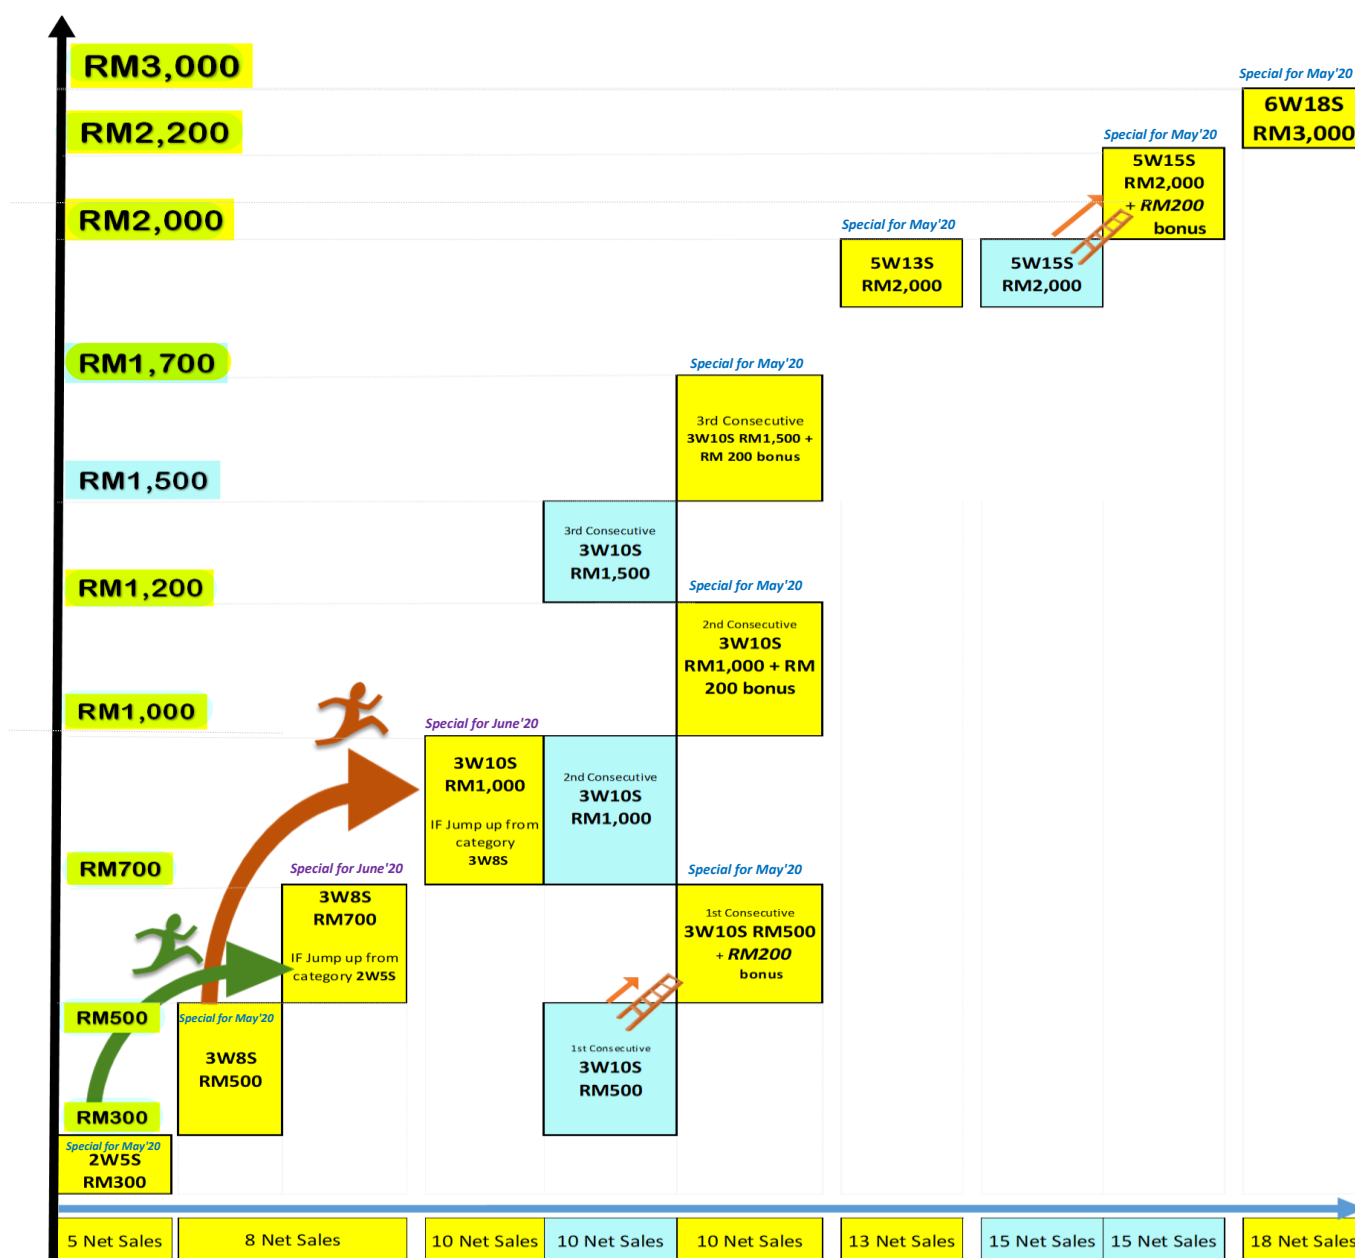 RM3,000
Special for May'20
6W18S
RM3,000
RM2,200
Special for May'20
5W15S
RM2,000
+ RM200
bonus
RM2,000
Special for May'20
5W13S
RM2,000
5W15S
RM2,000
RM1,700
Special for May'20
3rd Consecutive
3W10S RM1,500 +
RM 200 bonus
RM1,500
3rd Consecutive
3W10S
RM1,500
RM1,200
Special for May'20
2nd Consecutive
3W10S
RM1,000 + RM
200 bonus
RM1,000
Special for June'20
3W10S
RM1,000
IF Jump up from
category
3W8S
2nd Consecutive
3W10S
RM1,000
RM700
Special for June'20
3W8S
RM700
IF Jump up from
category 2W5S
Special for May'20
1st Consecutive
3W10S RM500
+ RM200
bonus
RM500
Special for May'20
3W8S
RM500
1st Consecutive
3W10S
RM500
RM300
Special for May'20
2W5S
RM300
5 Net Sales
8 Net Sales
10 Net Sales
10 Net Sales
10 Net Sales
13 Net Sales
15 Net Sales
15 Net Sales
18 Net Sales